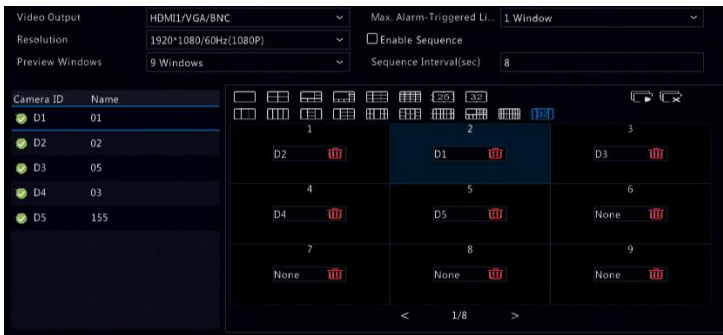 Video Output HDMI1/VGA/BNC Max. Alarm-Triggered Li... 1 Window
Resolution 1920*1080/60Hz(1080P) Enable Sequence
Preview Windows 9 Windows Sequence Interval(sec) 8
Camera ID Name
D1 01
D2 02
D3 05
D4 03
D5 155
25 32
1 2 3
D2 D1 D3
4 5 6
D4 D5 None
7 8 9
None None None
< 1/8 >